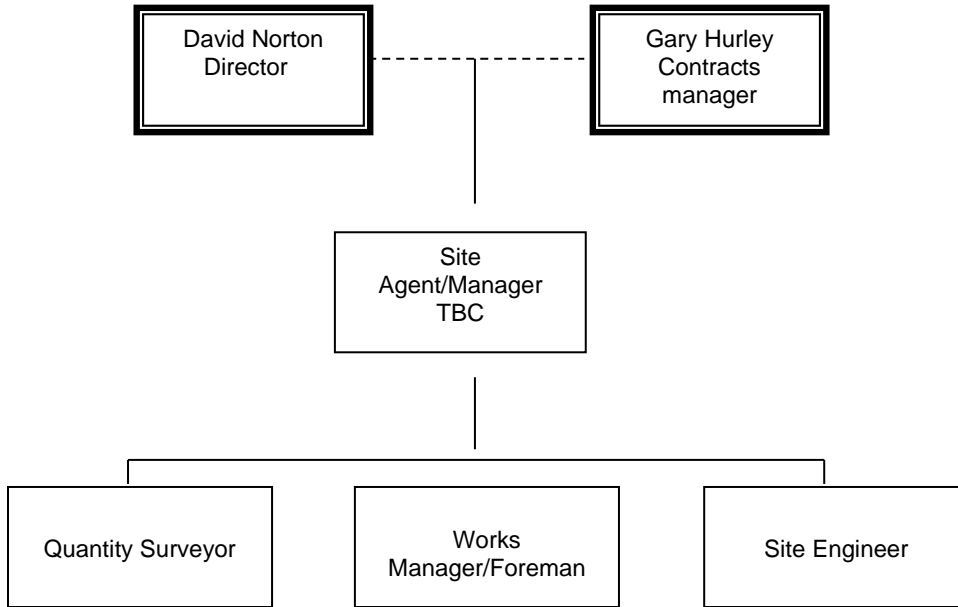 David Norton
Director
Gary Hurley
Contracts
manager
Site
Agent/Manager
TBC
Quantity Surveyor
Works
Manager/Foreman
Site Engineer